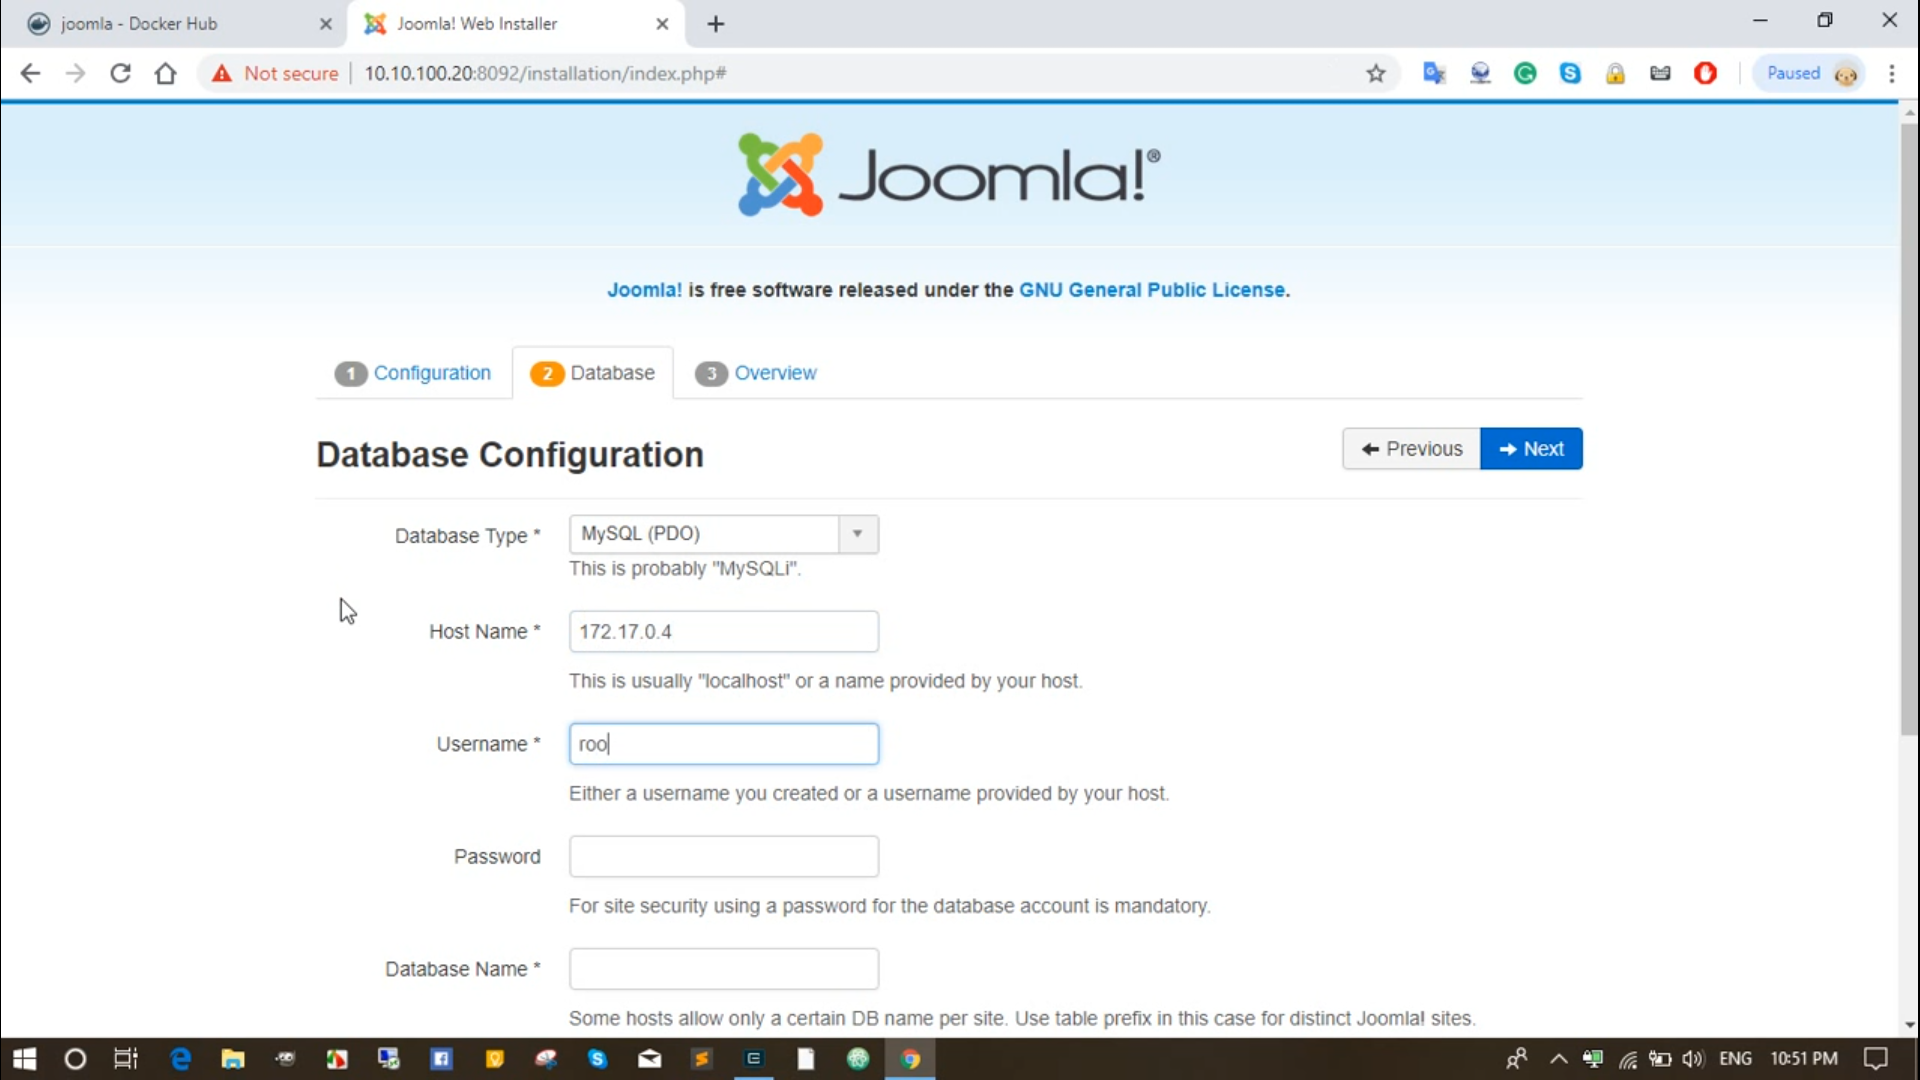 joomla - Docker Hub
Joomla! Web Installer
Not secure
10.10.100.20:8092/installation/index.php#
Paused
Joomla!®
Joomla! is free software released under the GNU General Public License.
1 Configuration
2 Database
3 Overview
Database Configuration
Previous
Next
Database Type *
MySQL (PDO)
This is probably "MySQLi".
Host Name *
172.17.0.4
This is usually "localhost" or a name provided by your host.
Username *
roo
Either a username you created or a username provided by your host.
Password
For site security using a password for the database account is mandatory.
Database Name *
Some hosts allow only a certain DB name per site. Use table prefix in this case for distinct Joomla! sites.
ENG
10:51 PM